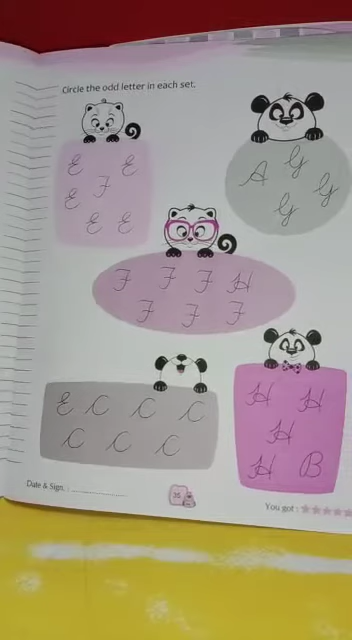 Circle the odd letter in each set.
E E
F
E
E E
A G
G
G
F F F H
F F F
E C C C
C C C
H H
H
H B
Date & Sign. :
35
You got :